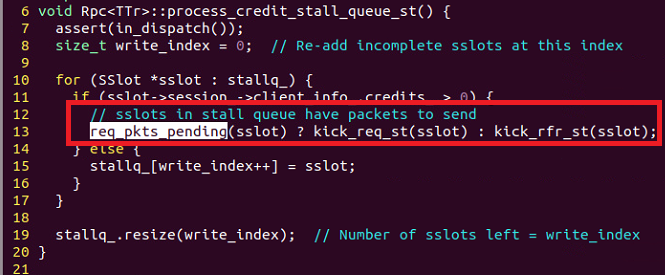 6 void Rpc<TTr>::process_credit_stall_queue_st() {
7 assert(in_dispatch());
8 size_t write_index = 0; // Re-add incomplete sslots at this index
9
10 for (SSlot *sslot : stallq_) {
11 if (sslot->session_->client_info_.credits_ > 0) {
12 // sslots in stall queue have packets to send
13 req_pkts_pending(sslot) ? kick_req_st(sslot) : kick_rfr_st(sslot);
14 } else {
15 stallq_[write_index++] = sslot;
16 }
17 }
18
19 stallq_.resize(write_index); // Number of sslots left = write_index
20 }
21